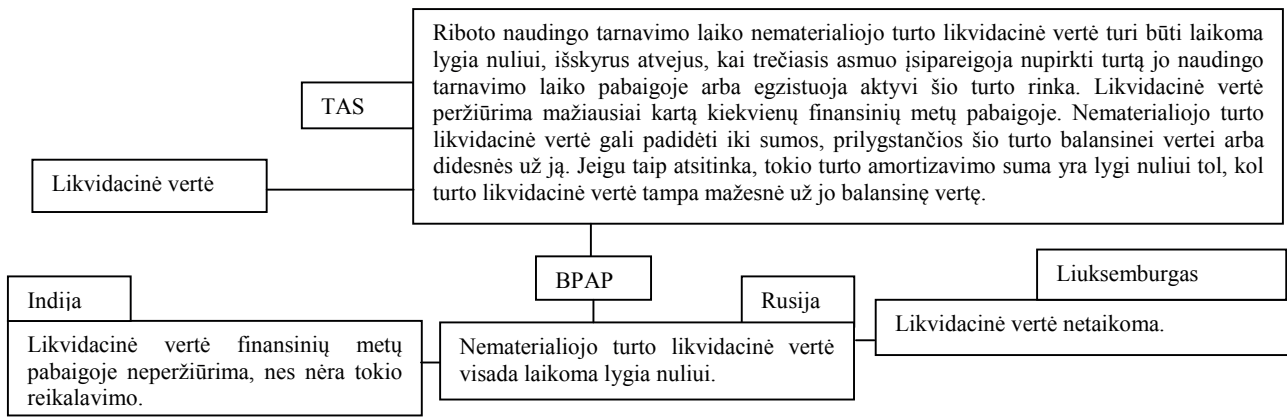 Riboto naudingo tarnavimo laiko nematerialiojo turto likvidacinė vertė turi būti laikoma
lygia nuliui, išskyrus atvejus, kai trečiasis asmuo įsipareigoja nupirkti turtą jo naudingo
tarnavimo laiko pabaigoje arba egzistuoja aktyvi šio turto rinka. Likvidacinė vertė
peržiūrima mažiausiai kartą kiekvienų finansinių metų pabaigoje. Nematerialiojo turto
likvidacinė vertė gali padidėti iki sumos, prilygstančios šio turto balansinei vertei arba
didesnės už ją. Jeigu taip atsitinka, tokio turto amortizavimo suma yra lygi nuliui tol, kol
turto likvidacinė vertė tampa mažesnė už jo balansinę vertę.
TAS
Likvidacinė vertė
BPAP
Indija
Likvidacinė vertė finansinių metų
pabaigoje neperžiūrima, nes nėra tokio
reikalavimo.
Rusija
Nematerialiojo turto likvidacinė vertė
visada laikoma lygia nuliui.
Liuksemburgas
Likvidacinė vertė netaikoma.